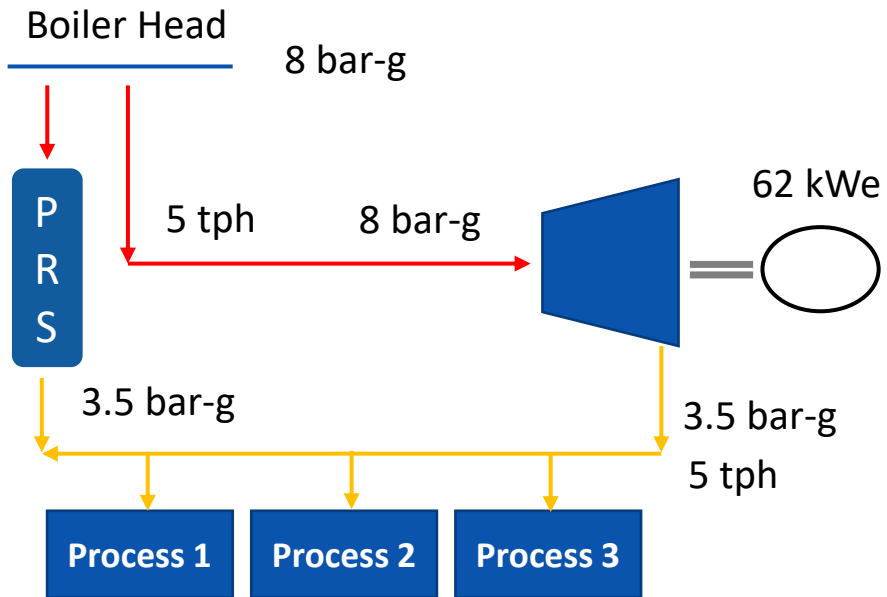 Boiler Head
8 bar-g
62 kWe
P
R
S
5 tph
8 bar-g
3.5 bar-g
3.5 bar-g
5 tph
Process 1
Process 2
Process 3